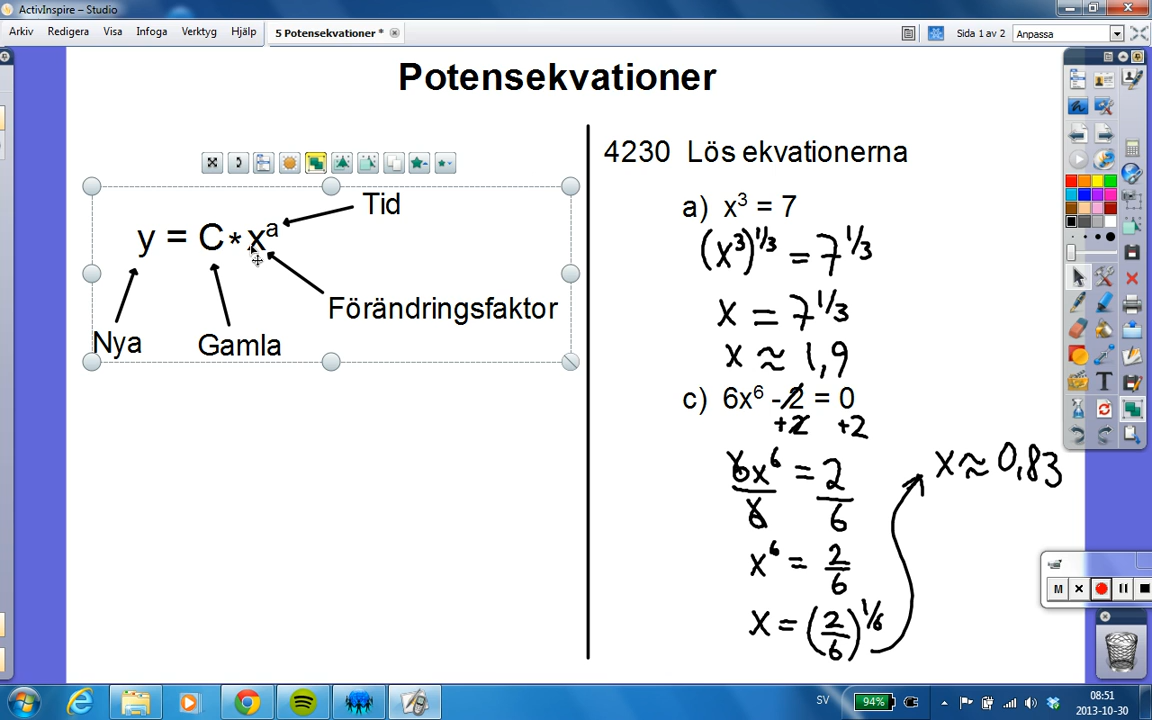 ActivInspire – Studio
Arkiv Redigera Visa Infoga Verktyg Hjälp 5 Potensekvationer * Sida 1 av 2 Anpassa
Potensekvationer
4230 Lös ekvationerna
Tid
y = C * xᵃ
Förändringsfaktor
Nya Gamla
a) x³ = 7
(x³)^1/3 = 7^1/3
x = 7^1/3
x ≈ 1,9
c) 6x⁶ - 2 = 0
+2 +2
6x⁶/6 = 2/6
x⁶ = 2/6
x = (2/6)^1/6
x ≈ 0,83
M
SV 94% 08:51
2013-10-30